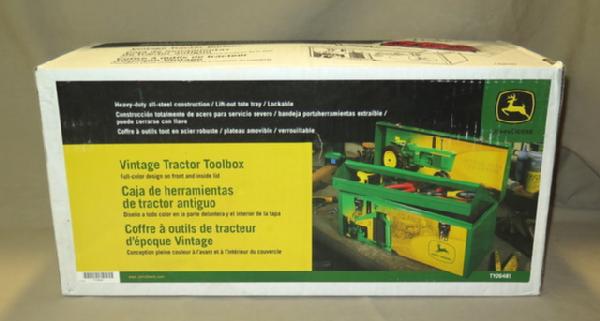 Vintage Tractor Toolbox
Heavy-duty all-steel construction / Lift-out tote tray / Lockable
Construcción totalmente de acero para servicio severo / bandeja portaherramientas extraíble /
puede cerrarse con llave
Coffre à outils tout en acier robuste / plateau amovible / verrouillable
JOHN DEERE
Vintage Tractor Toolbox
Full-color design on front and inside lid
Caja de herramientas
de tractor antiguo
Diseño a todo color en la parte delantera y el interior de la tapa
Coffre à outils de tracteur
d'époque Vintage
Conception pleine couleur à l'avant et à l'intérieur du couvercle